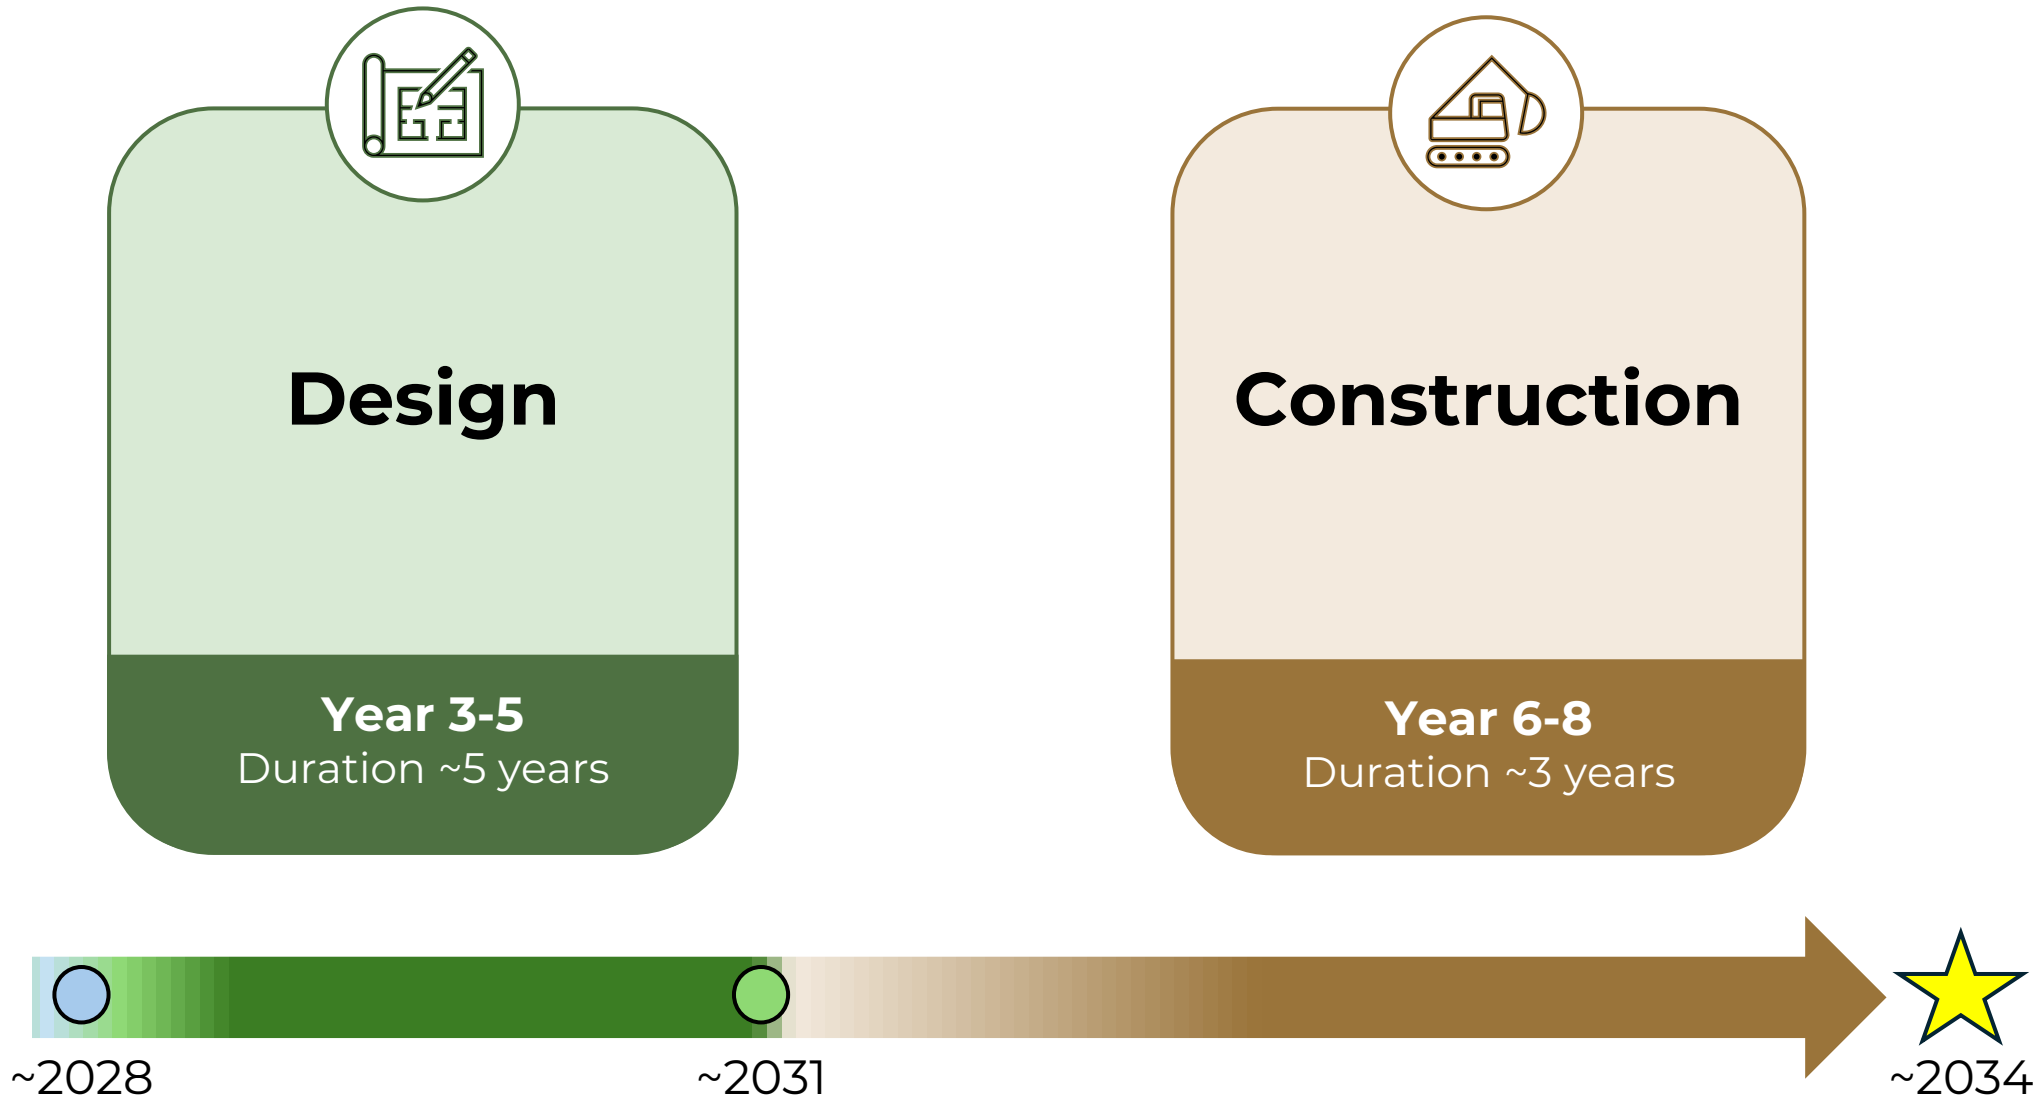 Design
Year 3-5
Duration ~5 years
Construction
Year 6-8
Duration ~3 years
~2028
~2031
~2034